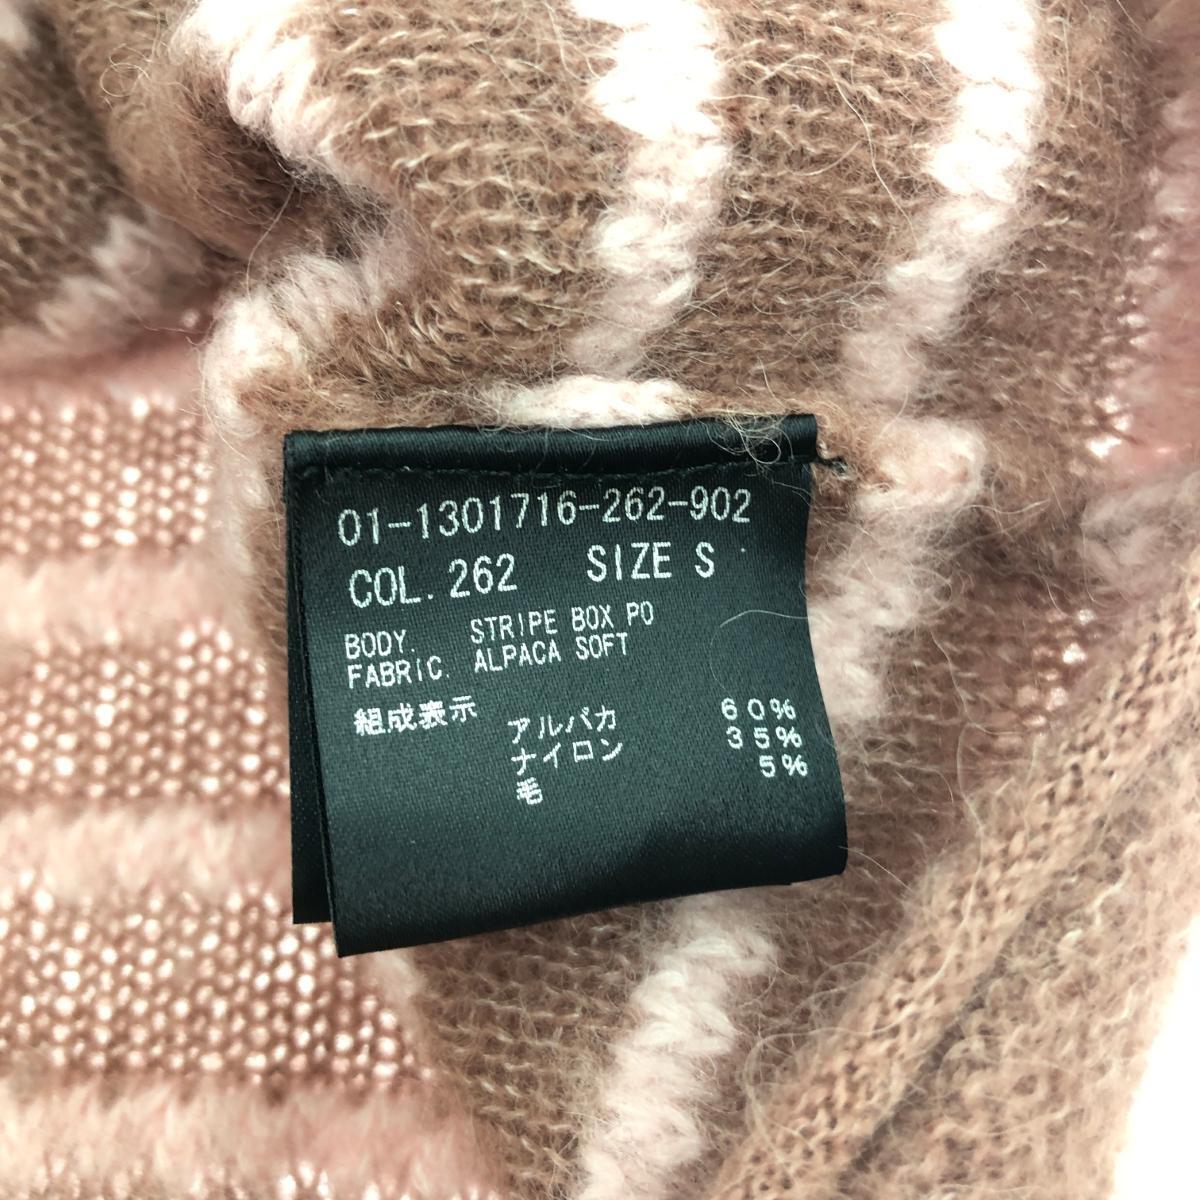 01-1301716-262-902
COL. 262 SIZE S
BODY. STRIPE BOX PO
FABRIC. ALPACA SOFT
組成表示
アルパカ 60%
ナイロン 35%
毛 5%